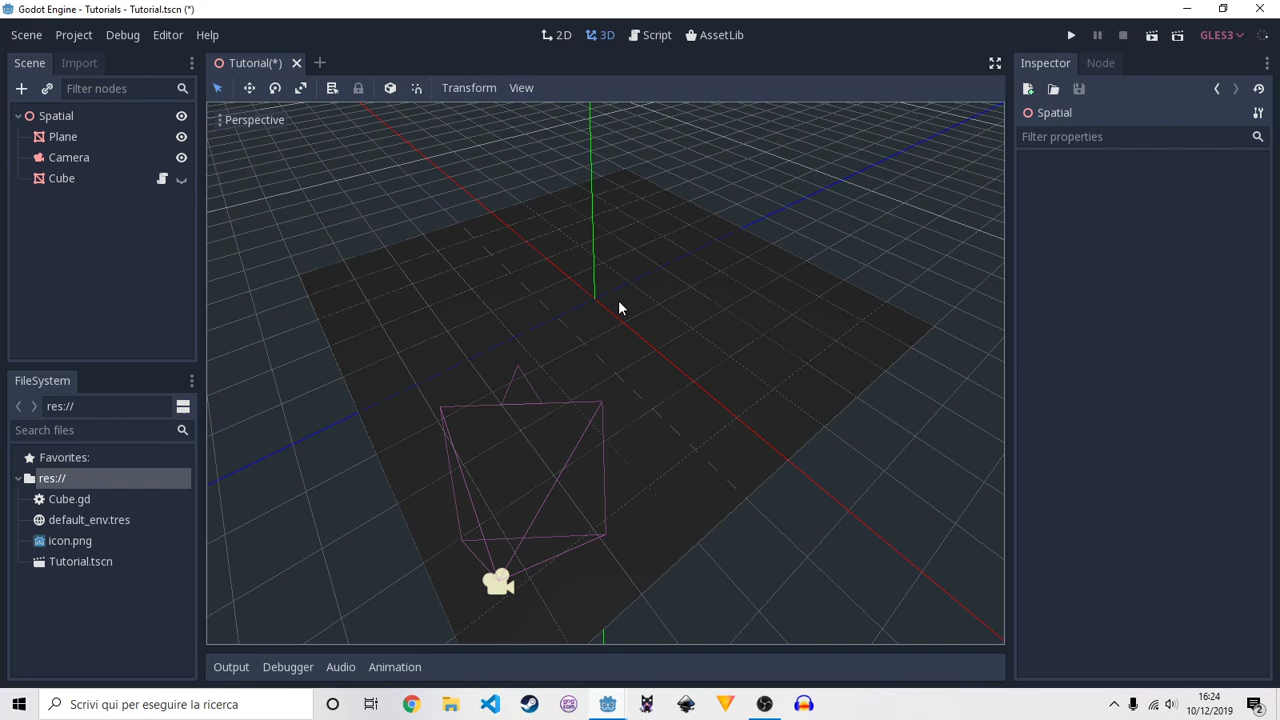 Godot Engine - Tutorials - Tutorial.tscn (*)
Scene Project Debug Editor Help
2D 3D Script AssetLib
GLES3
Scene Import
Filter nodes
Spatial
Plane
Camera
Cube
FileSystem
res://
Search files
Favorites:
res://
Cube.gd
default_env.tres
icon.png
Tutorial.tscn
Tutorial(*)
Transform View
Perspective
Output Debugger Audio Animation
Inspector Node
Spatial
Filter properties
Scrivi qui per eseguire la ricerca
16:24
10/12/2019
2